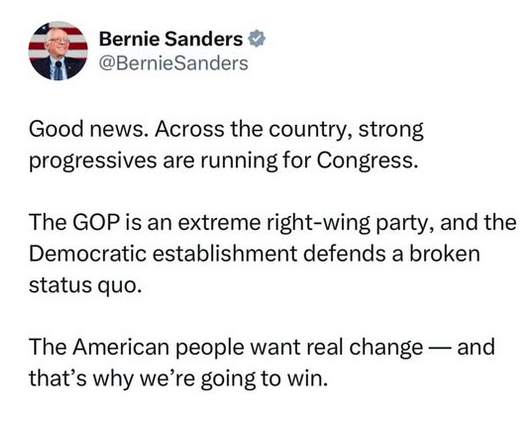 Bernie Sanders
@BernieSanders
Good news. Across the country, strong
progressives are running for Congress.
The GOP is an extreme right-wing party, and the
Democratic establishment defends a broken
status quo.
The American people want real change — and
that’s why we’re going to win.